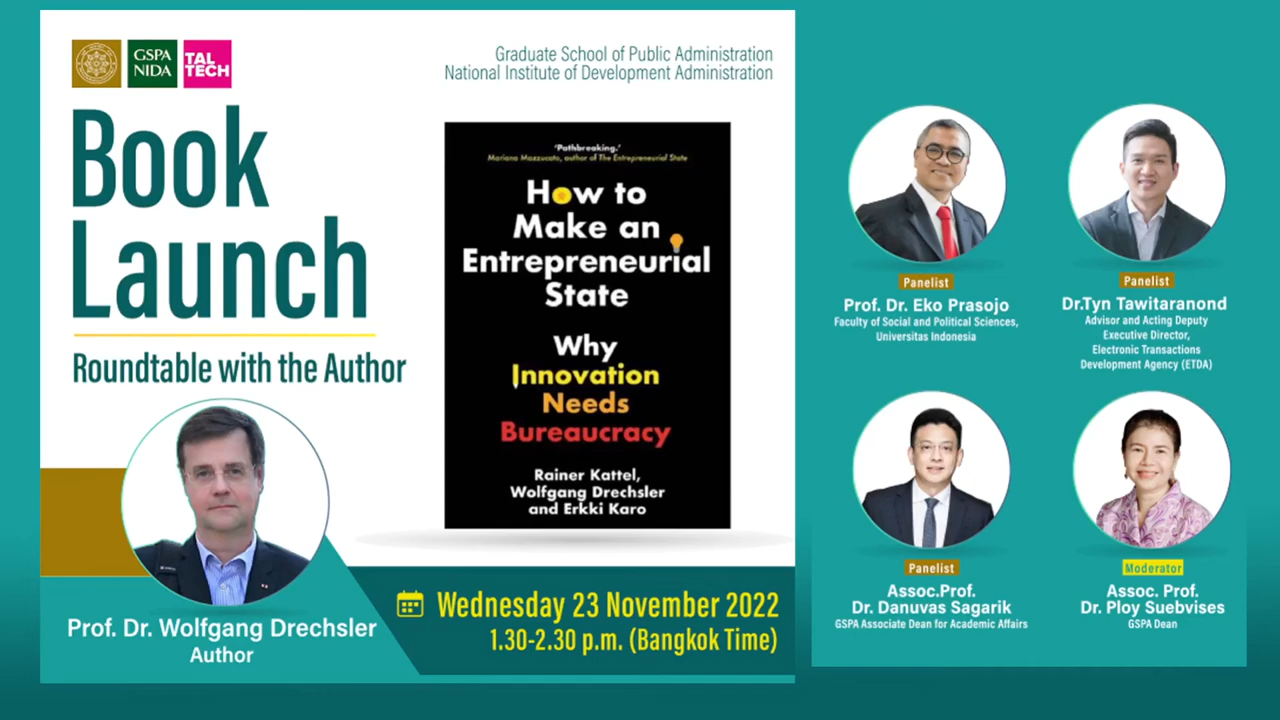 GSPA
NIDA
TAL
TECH
Graduate School of Public Administration
National Institute of Development Administration
Book
Launch
Roundtable with the Author
'Pathbreaking.'
Mariana Mazzucato, author of The Entrepreneurial State
How to
Make an
Entrepreneurial
State
Why
Innovation
Needs
Bureaucracy
Rainer Kattel,
Wolfgang Drechsler
and Erkki Karo
Prof. Dr. Wolfgang Drechsler
Author
Wednesday 23 November 2022
1.30-2.30 p.m. (Bangkok Time)
Panelist
Prof. Dr. Eko Prasojo
Faculty of Social and Political Sciences,
Universitas Indonesia
Panelist
Dr.Tyn Tawitaranond
Advisor and Acting Deputy
Executive Director,
Electronic Transactions
Development Agency (ETDA)
Panelist
Assoc.Prof.
Dr. Danuvas Sagarik
GSPA Associate Dean for Academic Affairs
Moderator
Assoc. Prof.
Dr. Ploy Suebvises
GSPA Dean